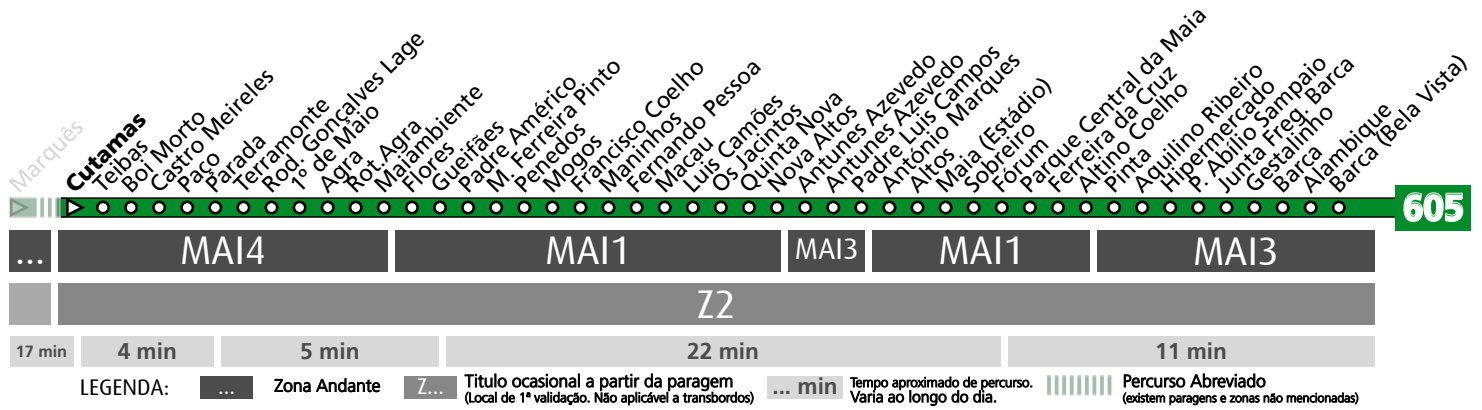 Marquês
Cutamas
Teibas
Boi Morto
Castro Meireles
Paço
Parada
Terramonte
Rod. Gonçalves Lage
1º de Maio
Agra
Rot. Agra
Maiambiente
Flores
Gueifães
Padre Américo
M. Ferreira Pinto
Penedos
Mogos
Francisco Coelho
Maninhos
Fernando Pessoa
Macau
Luís Camões
Os Jacintos
Quinta Nova
Nova Altos
Antunes Azevedo
Antunes Azevedo
Padre Luís Campos
António Marques
Altos
Maia (Estádio)
Sobreiro
Fórum
Parque Central da Maia
Ferreira da Cruz
Altino Coelho
Pinta
Aquilino Ribeiro
Hipermercado
P. Abílio Sampaio
Junta Freg. Barca
Gestalinho
Barca
Alambique
Barca (Bela Vista)
605
... MAI4 MAI1 MAI3 MAI1 MAI3
Z2
17 min 4 min 5 min 22 min 11 min
LEGENDA:
... Zona Andante
Z... Titulo ocasional a partir da paragem
(Local de 1ª validação. Não aplicável a transbordos)
... min Tempo aproximado de percurso.
Varia ao longo do dia.
Percurso Abreviado
(existem paragens e zonas não mencionadas)